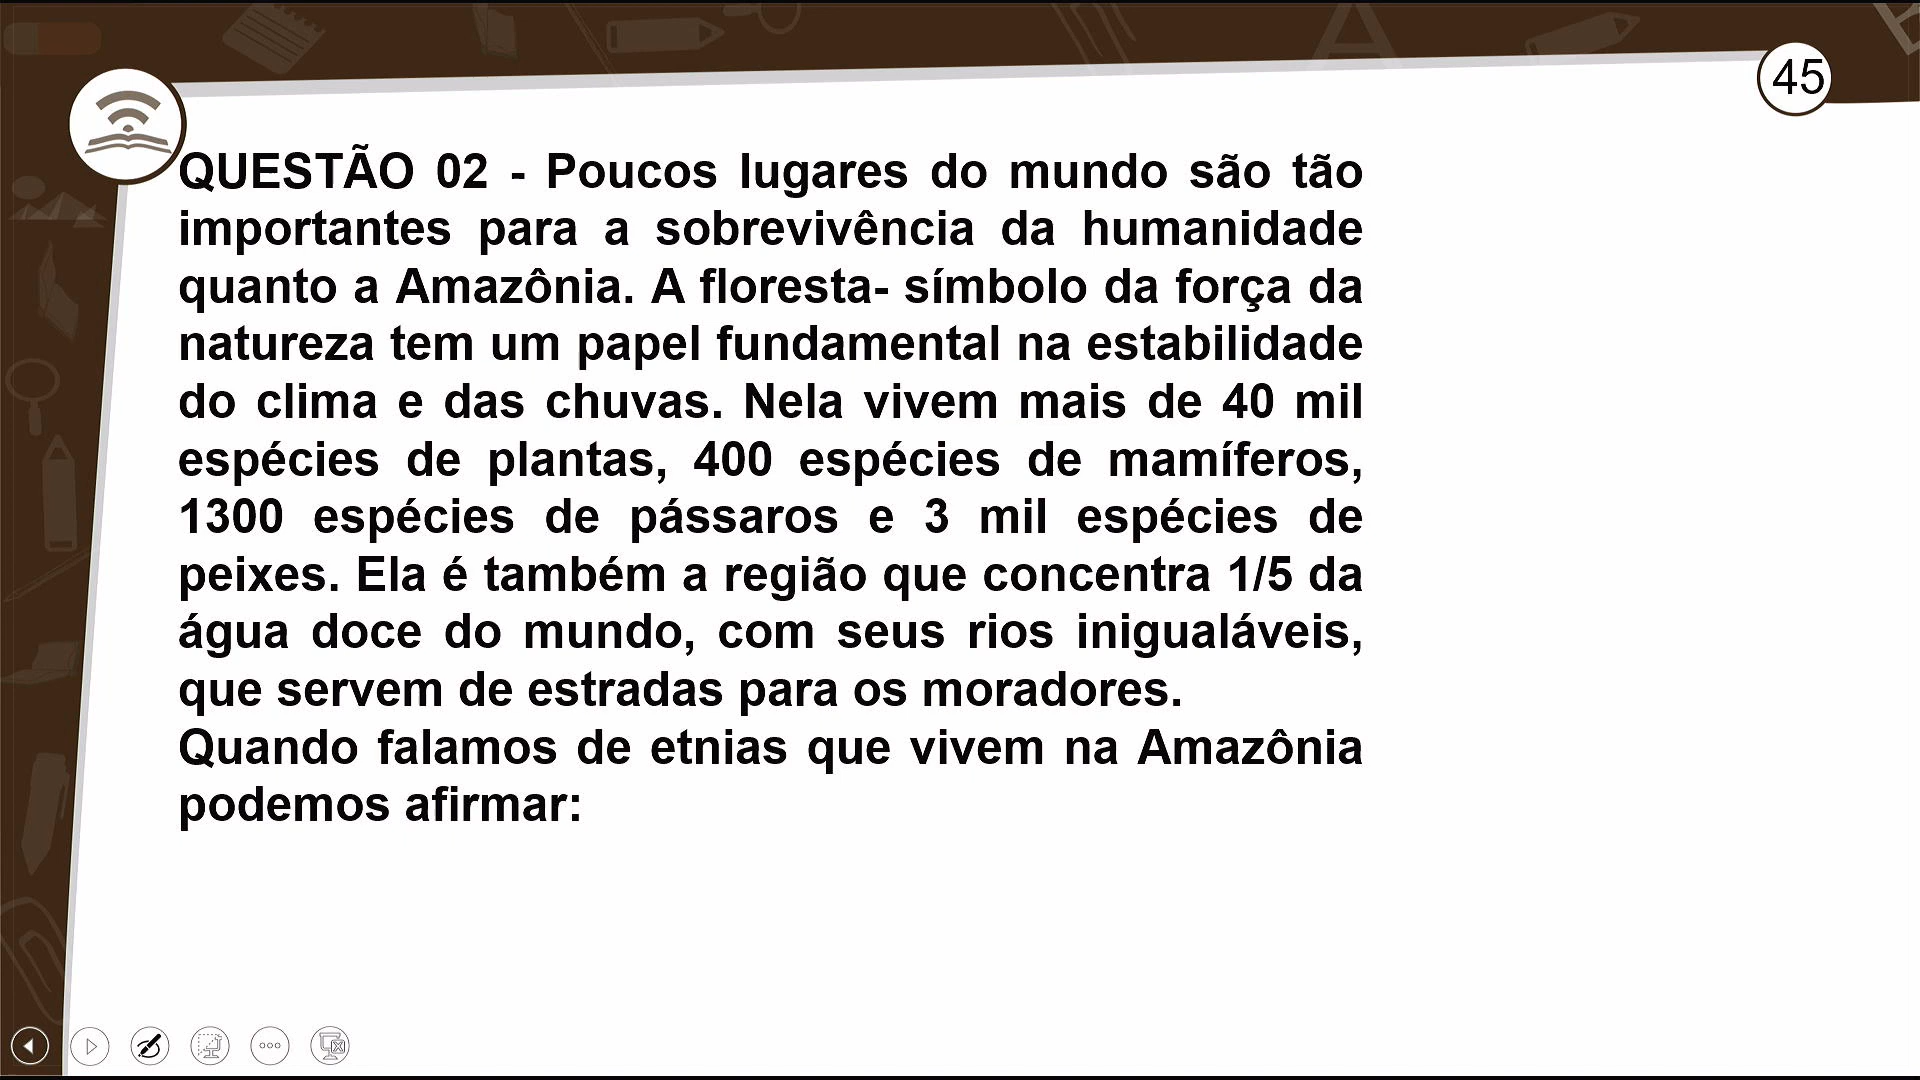 45
QUESTÃO 02 - Poucos lugares do mundo são tão
importantes para a sobrevivência da humanidade
quanto a Amazônia. A floresta- símbolo da força da
natureza tem um papel fundamental na estabilidade
do clima e das chuvas. Nela vivem mais de 40 mil
espécies de plantas, 400 espécies de mamíferos,
1300 espécies de pássaros e 3 mil espécies de
peixes. Ela é também a região que concentra 1/5 da
água doce do mundo, com seus rios inigualáveis,
que servem de estradas para os moradores.
Quando falamos de etnias que vivem na Amazônia
podemos afirmar: